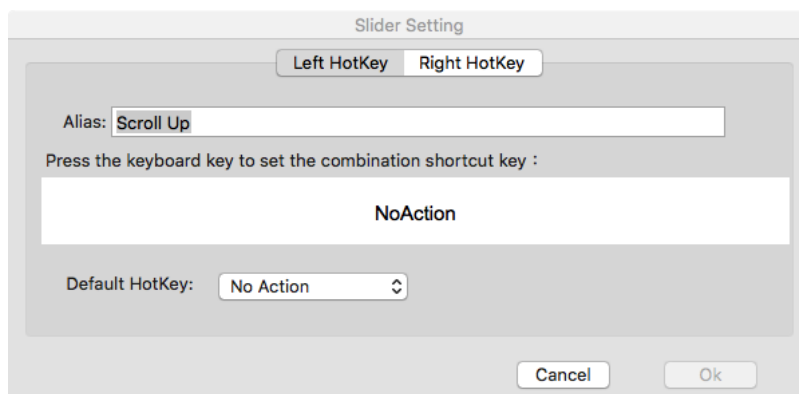 Slider Setting
Left HotKey Right HotKey
Alias: Scroll Up
Press the keyboard key to set the combination shortcut key：
NoAction
Default HotKey: No Action
Cancel Ok